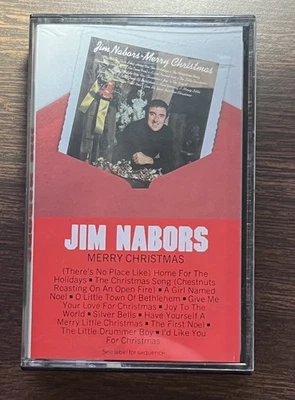 Jim Nabors • Merry Christmas
JIM NABORS
MERRY CHRISTMAS
(There's No Place Like) Home For The
Holidays • The Christmas Song (Chestnuts
Roasting On An Open Fire) • A Girl Named
Noel • O Little Town Of Bethlehem • Give Me
Your Love For Christmas • Joy To The
World • Silver Bells • Have Yourself A
Merry Little Christmas • The First Noel •
The Little Drummer Boy • I'd Like You
For Christmas
See label for sequence